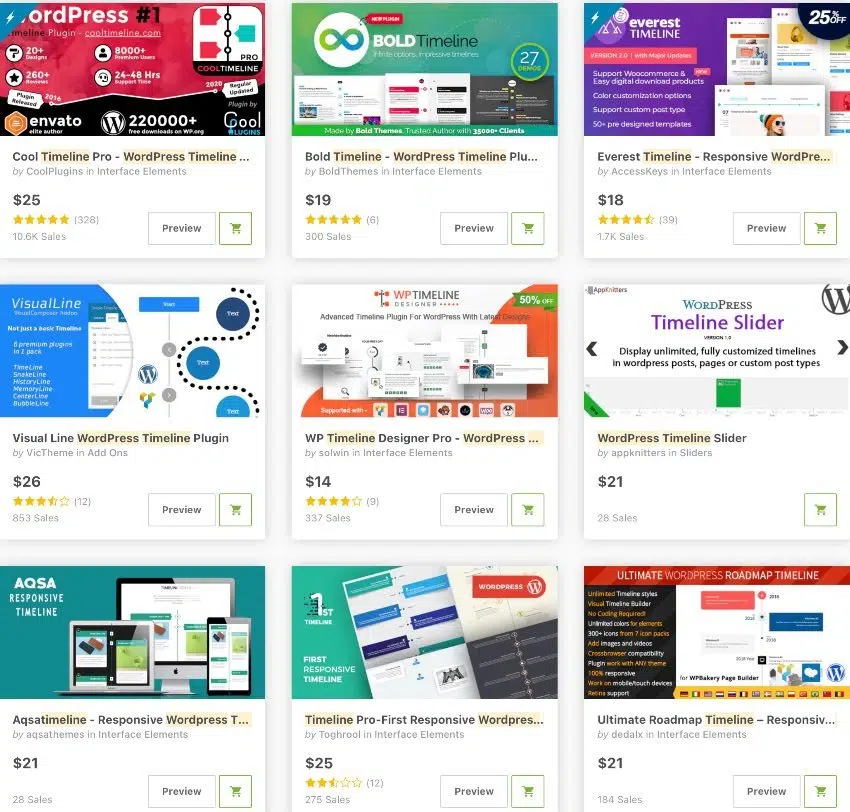 WordPress #1
Timeline Plugin - cooltimeline.com
20+
Designs
8000+
Premium Users
260+
Reviews
24-48 Hrs
Support Time
Plugin
Released
2016
2020
Regular
Updated
PRO
COOLTIMELINE
Plugin by
Cool
PLUGINS
envato
elite author
220000+
free downloads on WP.org
Cool Timeline Pro - WordPress Timeline ...
by CoolPlugins in Interface Elements
$25
(328)
10.6K Sales
Preview
NEW PLUGIN
BOLDTimeline
Infinite options, impressive timelines
27
DEMOS
Made by Bold Themes, Trusted Author with 35000+ Clients
Bold Timeline - WordPress Timeline Plu...
by BoldThemes in Interface Elements
$19
(6)
300 Sales
Preview
everest
TIMELINE
25% OFF
VERSION 2.0 | with Major Updates
Support Woocommerce &
Easy digital download products
NEW
Color customization options
Support custom post type
50+ pre designed templates
Everest Timeline - Responsive WordPre...
by AccessKeys in Interface Elements
$18
(39)
1.7K Sales
Preview
VisualLine
VisualComposer Addon
Not just a basic Timeline
6 premium plugins
in 1 pack
TimeLine
SnakeLine
HistoryLine
MemoryLine
CenterLine
BubbleLine
Start
Text
Text
Text
Visual Line WordPress Timeline Plugin
by VicTheme in Add Ons
$26
(12)
853 Sales
Preview
WPTIMELINE
DESIGNER
50% OFF
Advanced Timeline Plugin For WordPress With Latest Designs
Supported with -
WP Timeline Designer Pro - WordPress ...
by solwin in Interface Elements
$14
(9)
337 Sales
Preview
AppKnitters
WORDPRESS
Timeline Slider
VERSION 1.0
Display unlimited, fully customized timelines
in wordpress posts, pages or custom post types
WordPress Timeline Slider
by appknitters in Sliders
$21
28 Sales
AQSA
RESPONSIVE
TIMELINE
Aqsatimeline - Responsive Wordpress T...
by aqsathemes in Interface Elements
$21
28 Sales
Preview
1ST
TIMELINE
WORDPRESS
FIRST
RESPONSIVE
TIMELINE
Timeline Pro-First Responsive Wordpres...
by Toghrool in Interface Elements
$25
(12)
275 Sales
Preview
ULTIMATE WORDPRESS ROADMAP TIMELINE
Unlimited Timeline styles
Visual Timeline Builder
No Coding Required!
Unlimited colors for elements
300+ icons from 7 icon packs
Add images and videos
Crossbrowser compatibility
Plugin work with ANY theme
100% responsive
Work on mobile/touch devices
Retina support
2018
2018
2018 Year
for WPBakery Page Builder
Ultimate Roadmap Timeline – Responsiv...
by dedalx in Interface Elements
$21
184 Sales
Preview